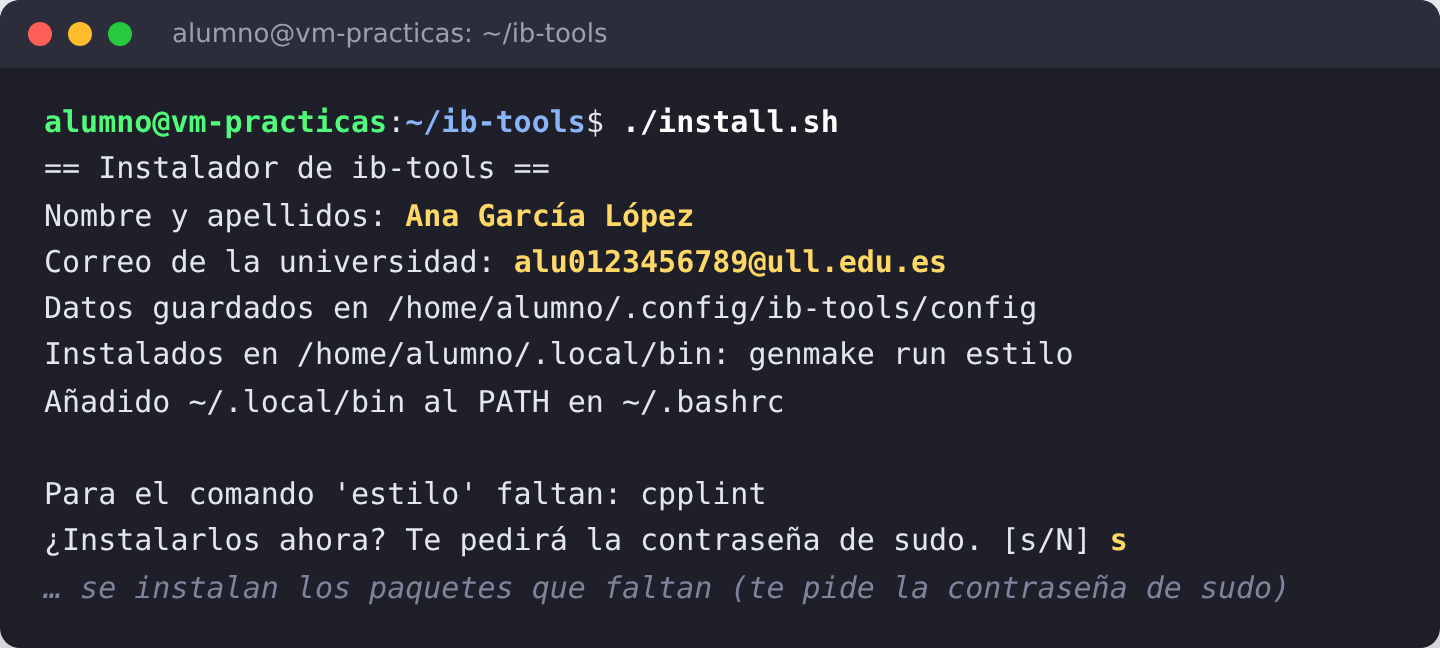 alumno@vm-practicas: ~/ib-tools
alumno@vm-practicas:~/ib-tools$ ./install.sh
== Instalador de ib-tools ==
Nombre y apellidos: Ana García López
Correo de la universidad: alu0123456789@ull.edu.es
Datos guardados en /home/alumno/.config/ib-tools/config
Instalados en /home/alumno/.local/bin: genmake run estilo
Añadido ~/.local/bin al PATH en ~/.bashrc
Para el comando 'estilo' faltan: cpplint
¿Instalarlos ahora? Te pedirá la contraseña de sudo. [s/N] s
… se instalan los paquetes que faltan (te pide la contraseña de sudo)